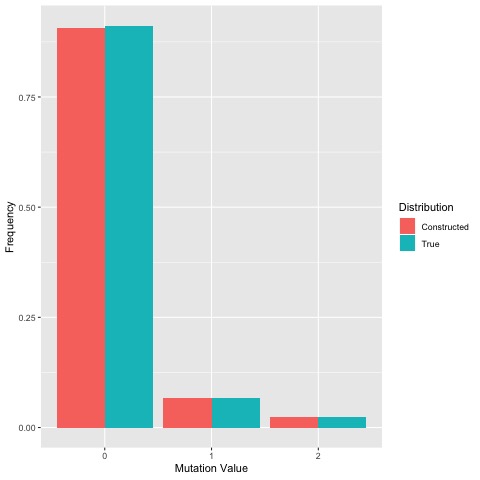 Frequency
0.75
0.50
0.25
0.00
0
1
2
Mutation Value
Distribution
Constructed
True